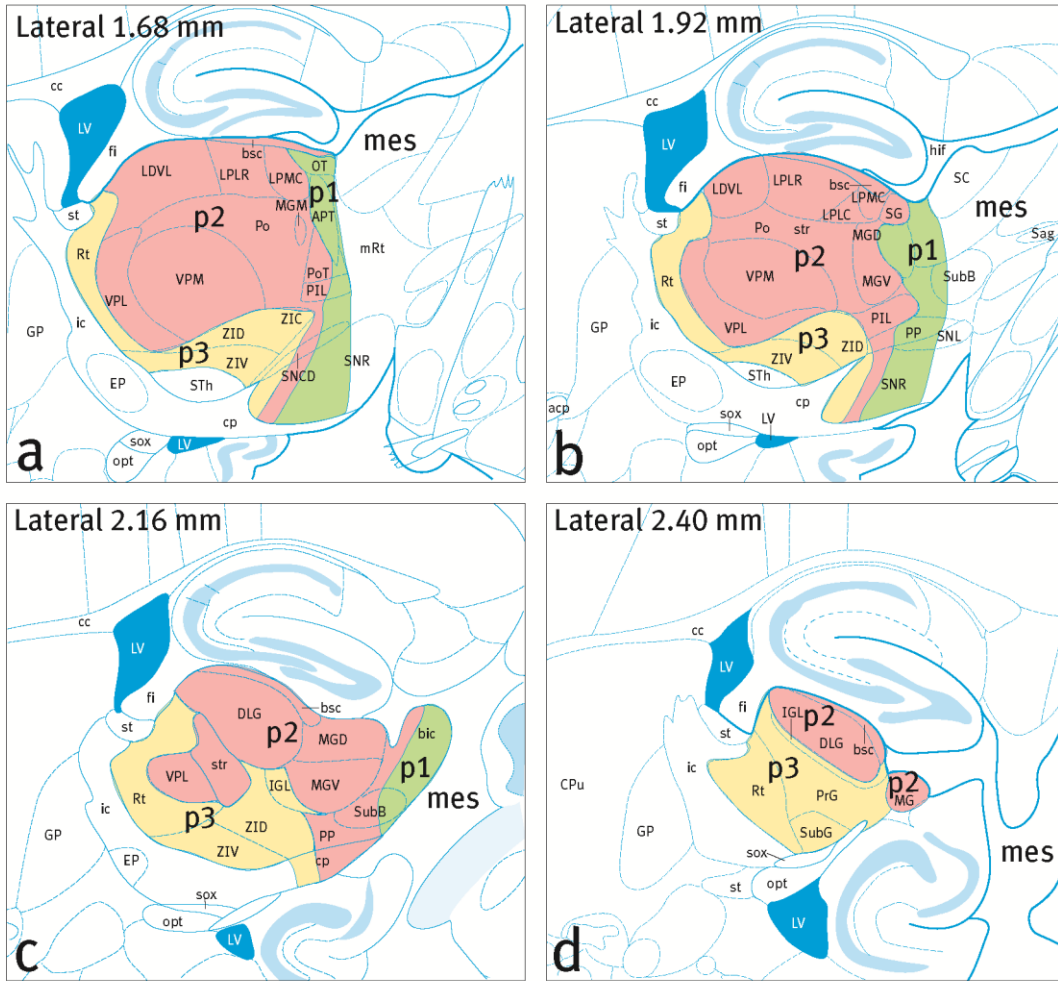 Lateral 1.68 mm
cc
LV
fi
mes
bsc
OT
LDVL
LPLR
LPMC
p1
MGM
APT
st
p2
Po
mRt
Rt
VPM
PoT
PIL
VPL
ZIC
GP
ic
ZID
p3
ZIV
SNR
EP
STh
SNCD
cp
sox
LV
opt
a
Lateral 1.92 mm
cc
LV
hif
fi
SC
LDVL
LPLR
bsc
LPMC
mes
st
LPLC
SG
Po
str
MGD
p1
Sag
Rt
p2
VPM
MGV
SubB
GP
ic
VPL
PIL
PP
SNL
p3
ZID
ZIV
STh
SNR
EP
cp
acp
sox
LV
opt
b
Lateral 2.16 mm
cc
LV
fi
bsc
st
DLG
p2
MGD
bic
p1
str
VPL
IGL
MGV
mes
Rt
SubB
ic
p3
ZID
PP
GP
ZIV
cp
EP
sox
opt
LV
c
Lateral 2.40 mm
cc
LV
fi
IGL
p2
st
DLG
bsc
ic
p3
CPu
Rt
PrG
p2
MG
GP
SubG
mes
sox
st
opt
LV
d